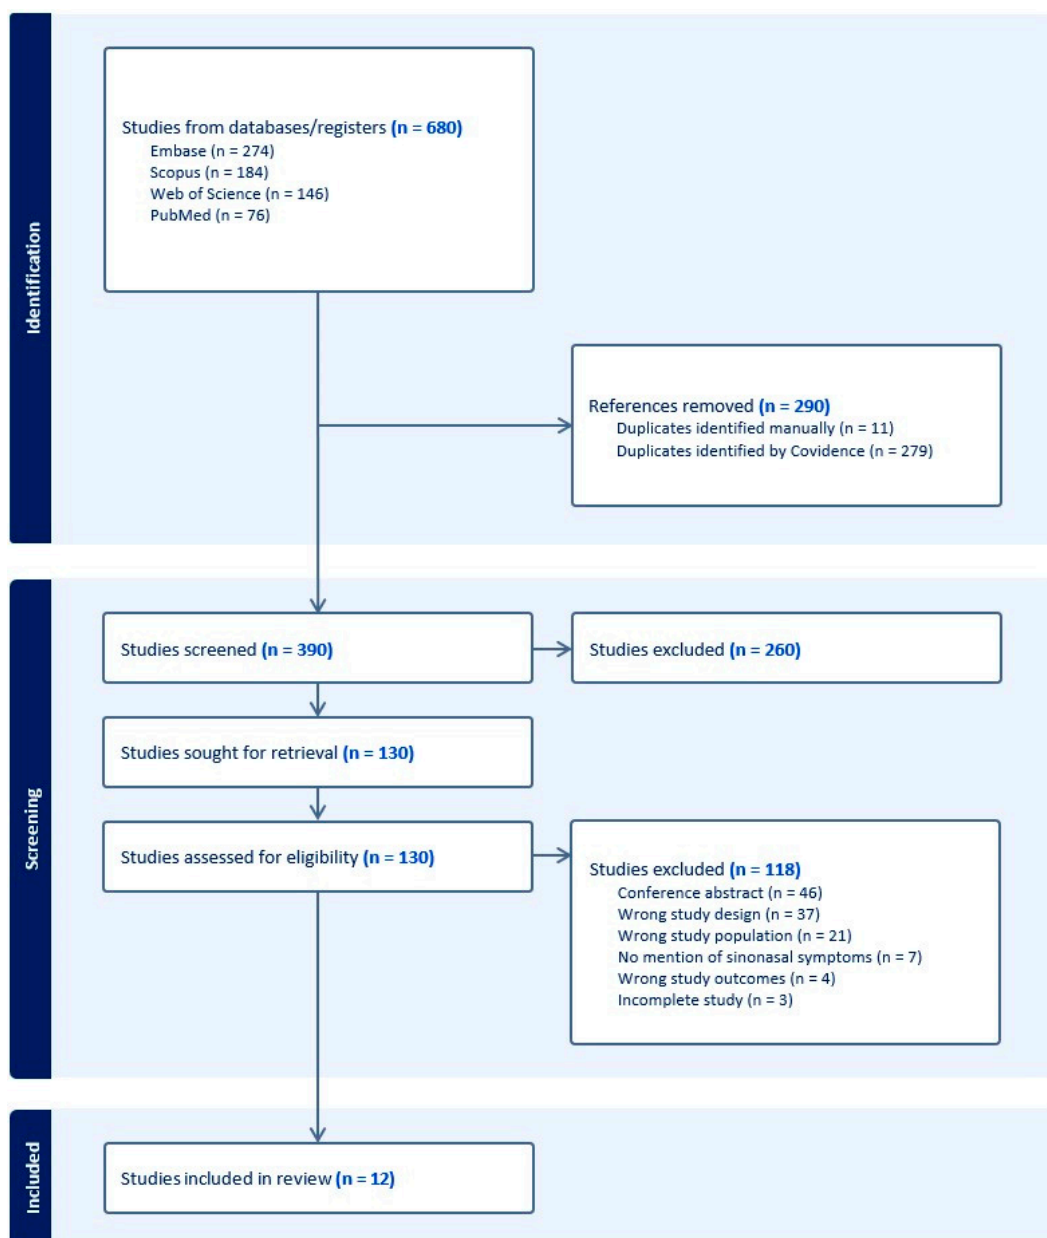 Identification
Studies from databases/registers (n = 680)
Embase (n = 274)
Scopus (n = 184)
Web of Science (n = 146)
PubMed (n = 76)
References removed (n = 290)
Duplicates identified manually (n = 11)
Duplicates identified by Covidence (n = 279)
Screening
Studies screened (n = 390)
Studies excluded (n = 260)
Studies sought for retrieval (n = 130)
Studies assessed for eligibility (n = 130)
Studies excluded (n = 118)
Conference abstract (n = 46)
Wrong study design (n = 37)
Wrong study population (n = 21)
No mention of sinonasal symptoms (n = 7)
Wrong study outcomes (n = 4)
Incomplete study (n = 3)
Included
Studies included in review (n = 12)